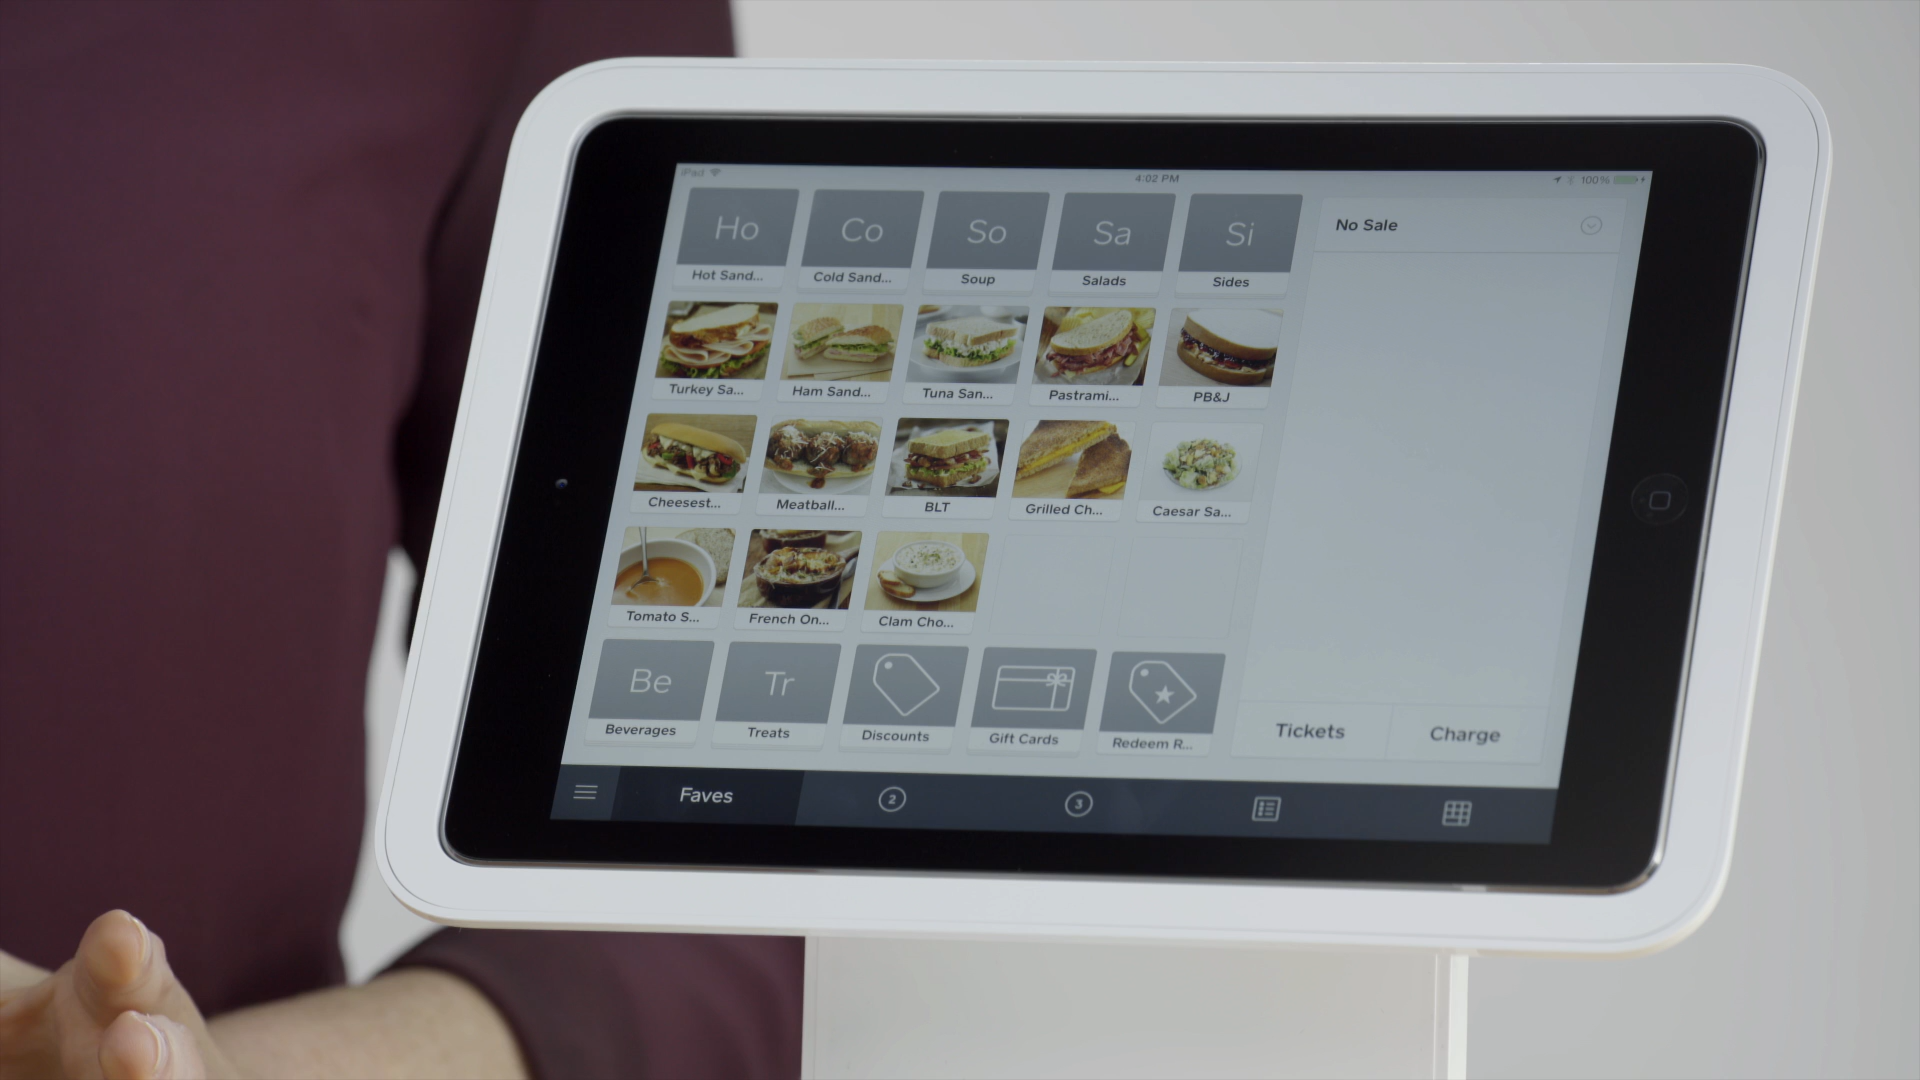 iPad
4:02 PM
100%
Ho
Co
So
Sa
Si
Hot Sand...
Cold Sand...
Soup
Salads
Sides
No Sale
Turkey Sa...
Ham Sand...
Tuna San...
Pastrami...
PB&J
Cheesest...
Meatball...
BLT
Grilled Ch...
Caesar Sa...
Tomato S...
French On...
Clam Cho...
Be
Tr
Beverages
Treats
Discounts
Gift Cards
Redeem R...
Tickets
Charge
Faves
2
3